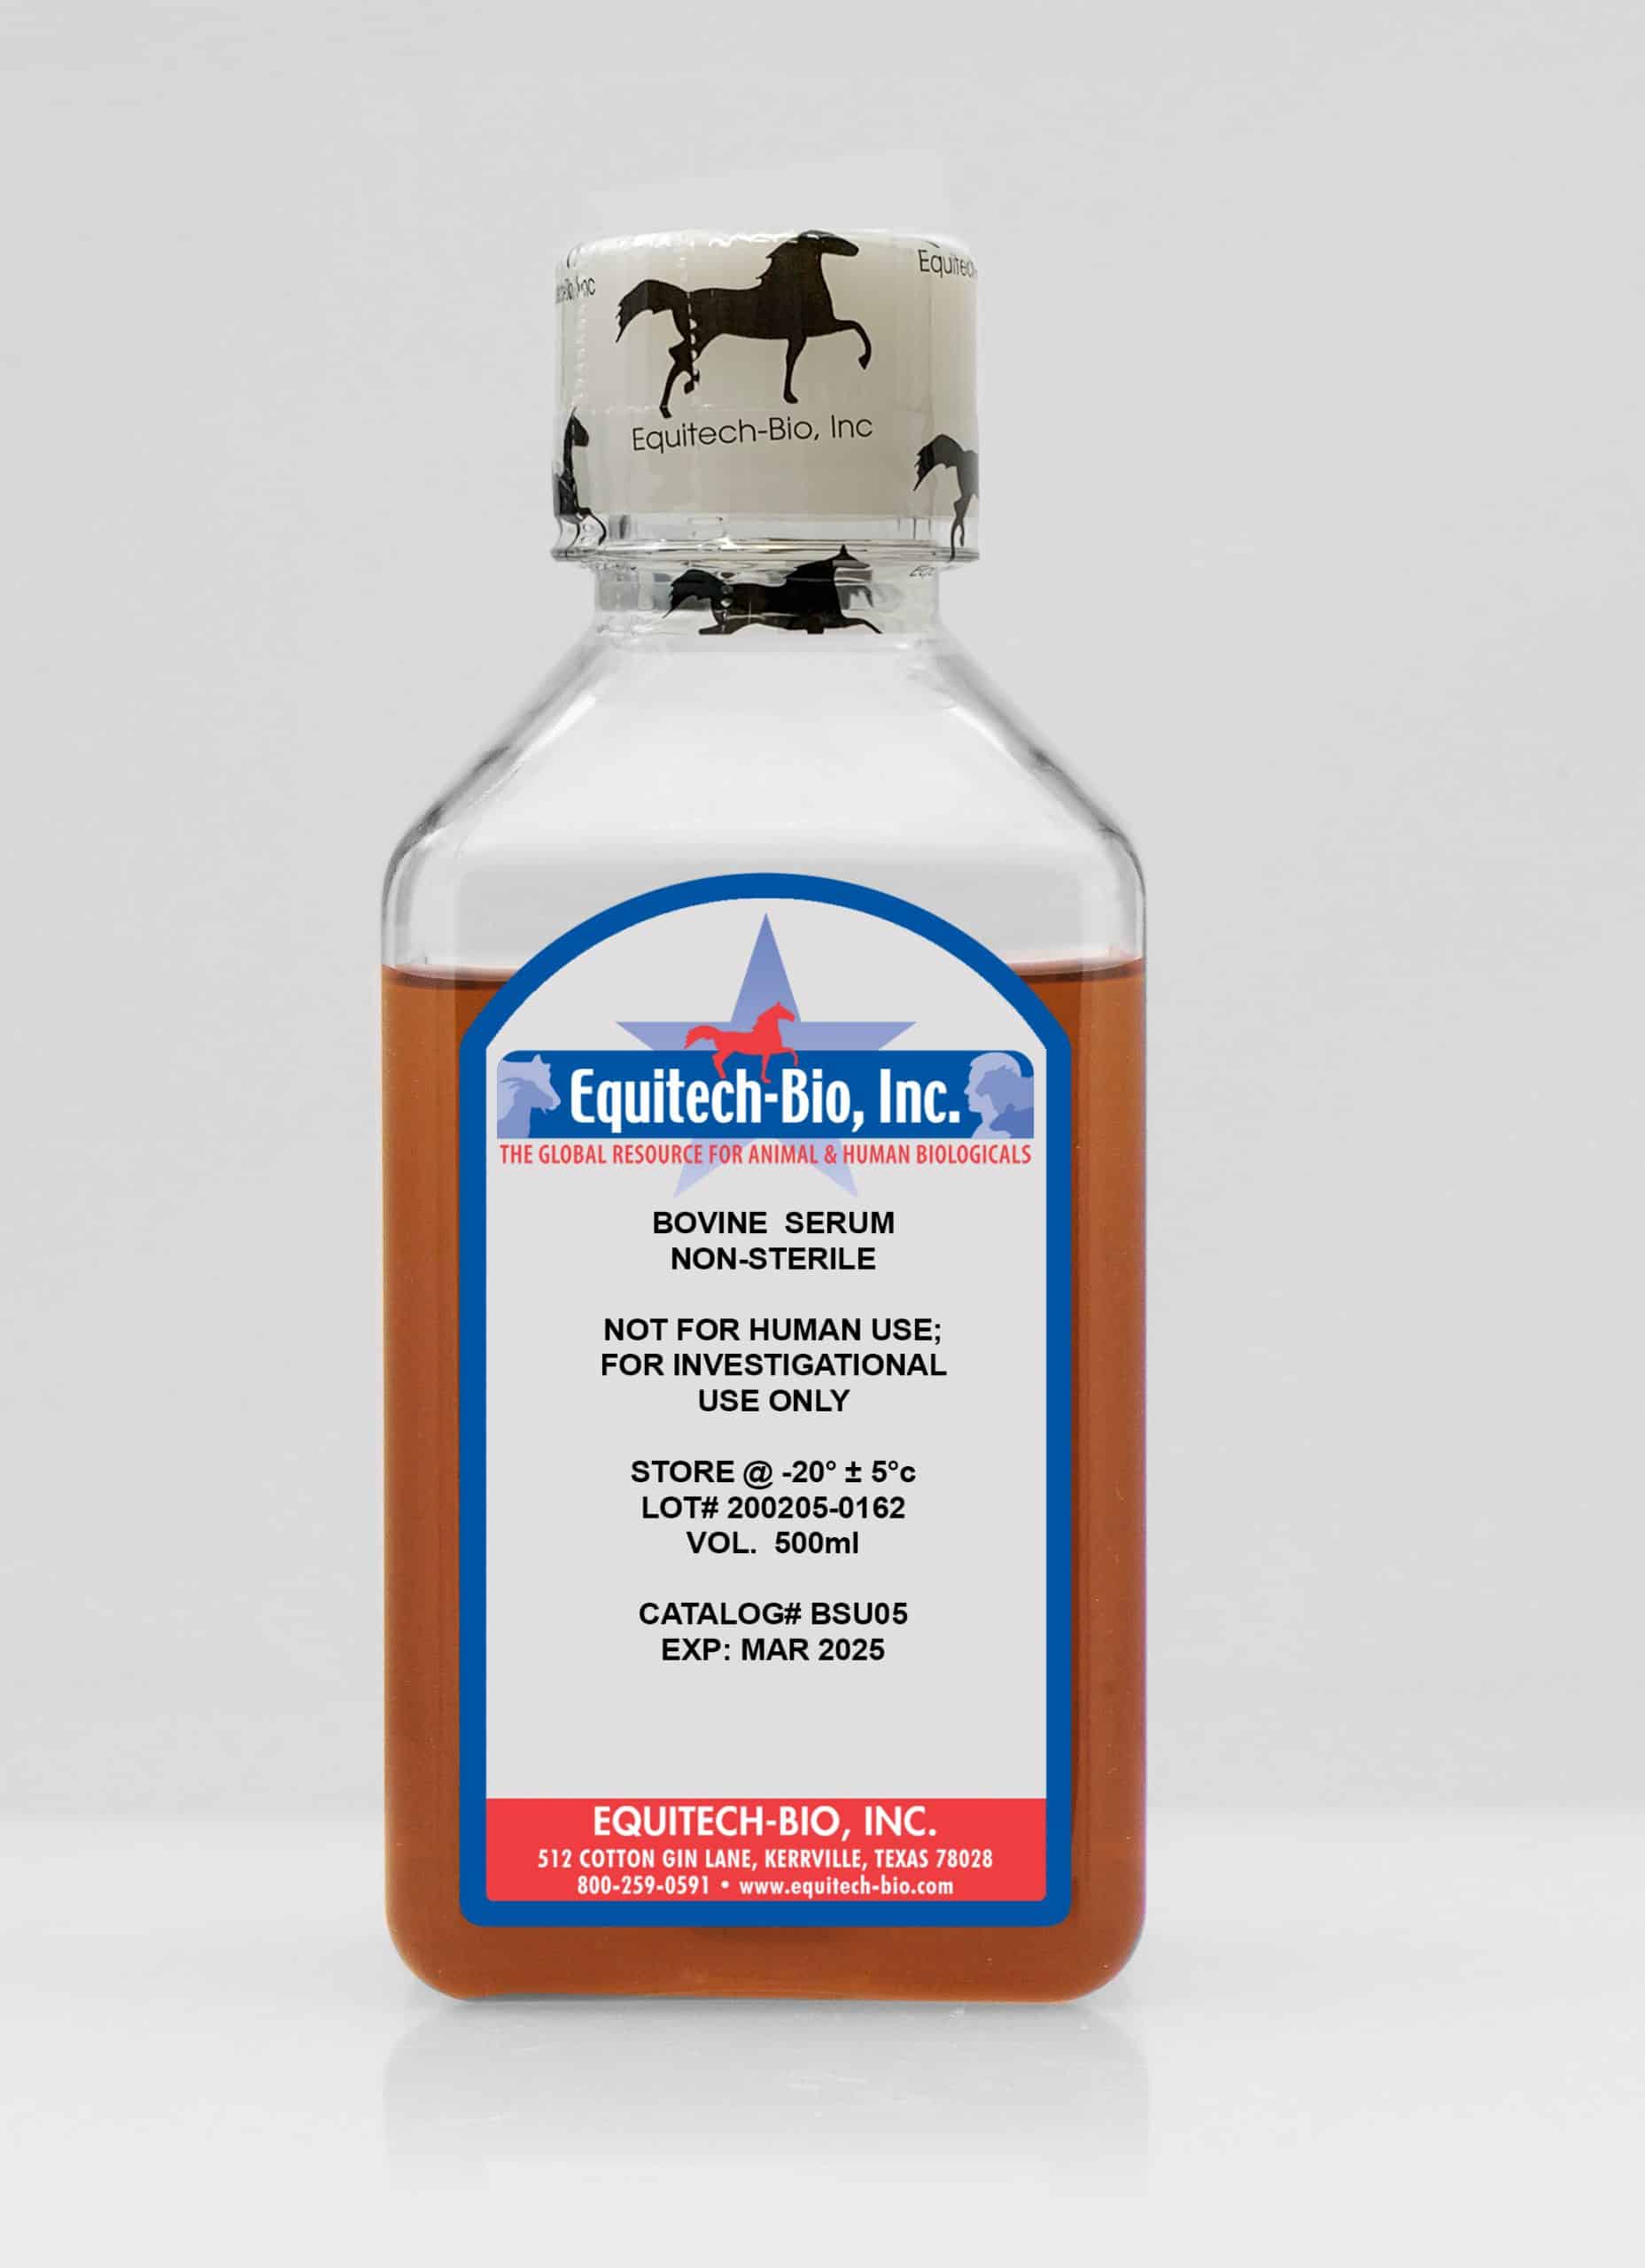 Equitech-Bio, Inc
Equitech-Bio, Inc.
THE GLOBAL RESOURCE FOR ANIMAL & HUMAN BIOLOGICALS
BOVINE SERUM
NON-STERILE
NOT FOR HUMAN USE;
FOR INVESTIGATIONAL
USE ONLY
STORE @ -20° ± 5°c
LOT# 200205-0162
VOL. 500ml
CATALOG# BSU05
EXP: MAR 2025
EQUITECH-BIO, INC.
512 COTTON GIN LANE, KERRVILLE, TEXAS 78028
800-259-0591 • www.equitech-bio.com